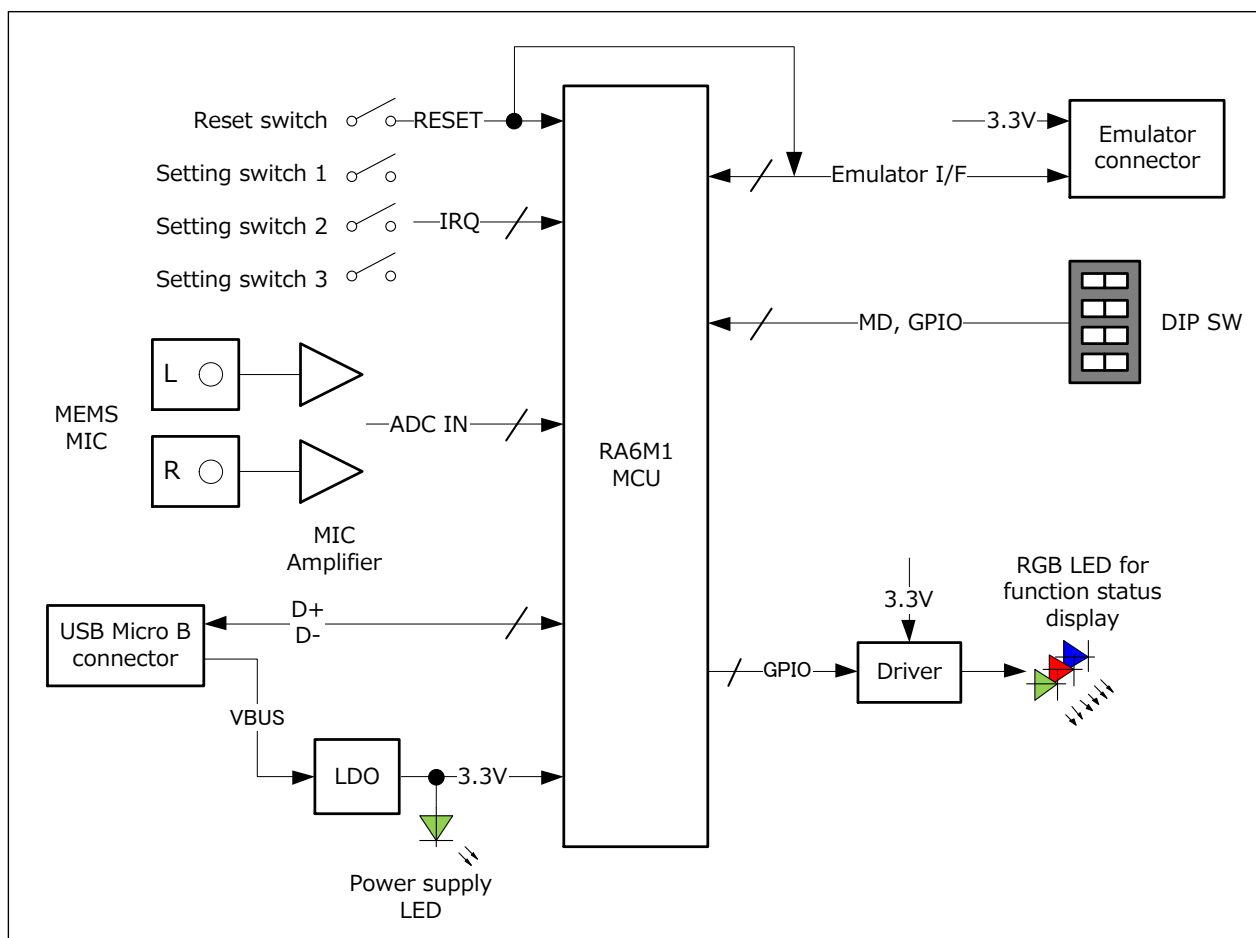 Reset switch
RESET
Setting switch 1
Setting switch 2
IRQ
Setting switch 3
MEMS
MIC
L
R
ADC IN
MIC
Amplifier
USB Micro B
connector
D+
D-
VBUS
LDO
3.3V
Power supply
LED
RA6M1
MCU
3.3V
Emulator
connector
Emulator I/F
MD, GPIO
DIP SW
RGB LED for
function status
display
3.3V
GPIO
Driver